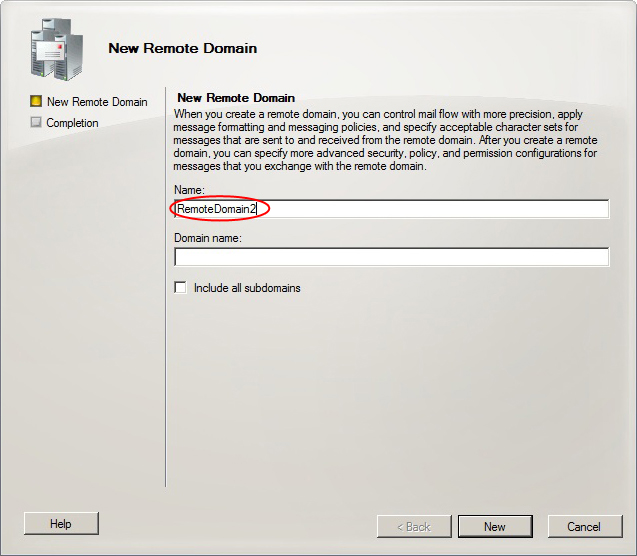 New Remote Domain
New Remote Domain
Completion
New Remote Domain
When you create a remote domain, you can control mail flow with more precision, apply
message formatting and messaging policies, and specify acceptable character sets for
messages that are sent to and received from the remote domain. After you create a remote
domain, you can specify more advanced security, policy, and permission configurations for
messages that you exchange with the remote domain.
Name:
RemoteDomain2
Domain name:
Include all subdomains
Help
< Back
New
Cancel